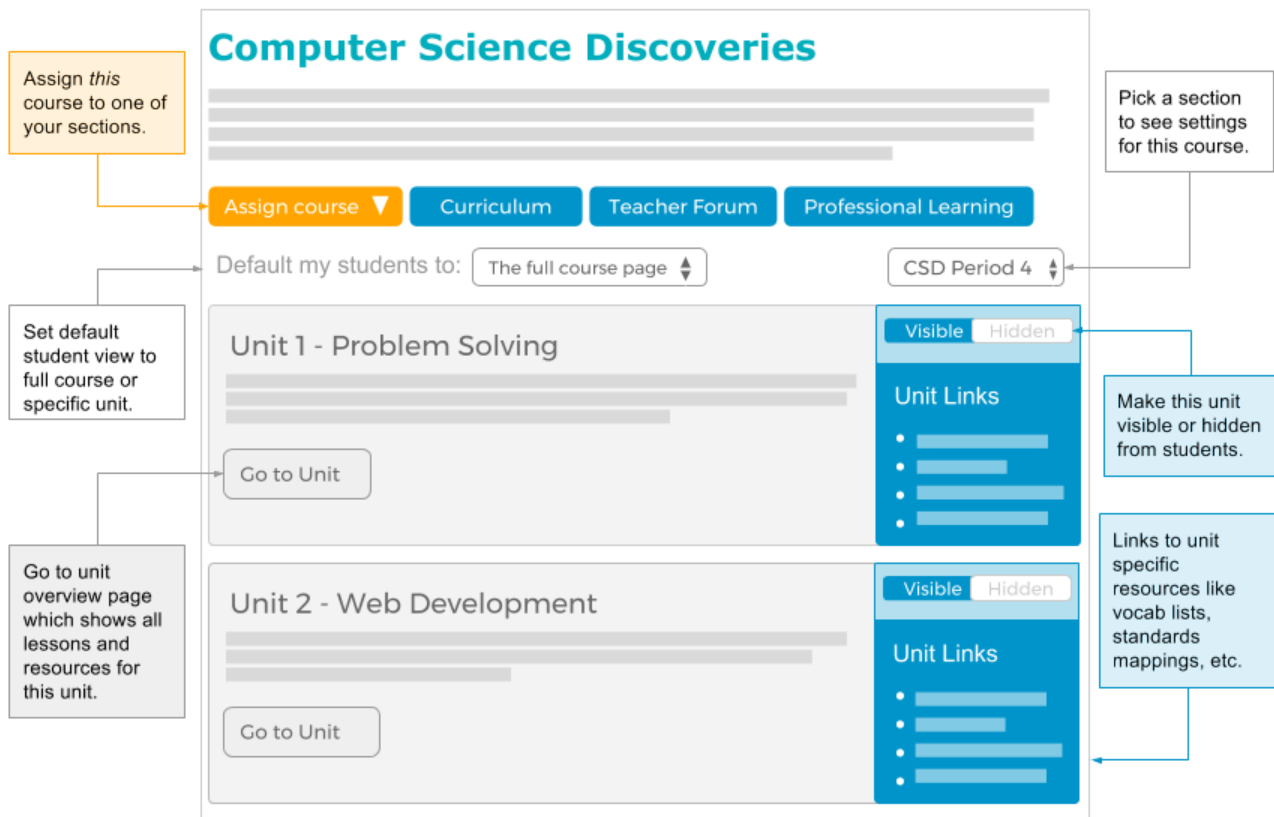 Computer Science Discoveries
Assign this
course to one of
your sections.
Pick a section
to see settings
for this course.
Assign course
Curriculum
Teacher Forum
Professional Learning
Default my students to:
The full course page
CSD Period 4
Set default
student view to
full course or
specific unit.
Unit 1 - Problem Solving
Visible
Hidden
Unit Links
Make this unit
visible or hidden
from students.
Go to Unit
Go to unit
overview page
which shows all
lessons and
resources for
this unit.
Unit 2 - Web Development
Visible
Hidden
Unit Links
Links to unit
specific
resources like
vocab lists,
standards
mappings, etc.
Go to Unit